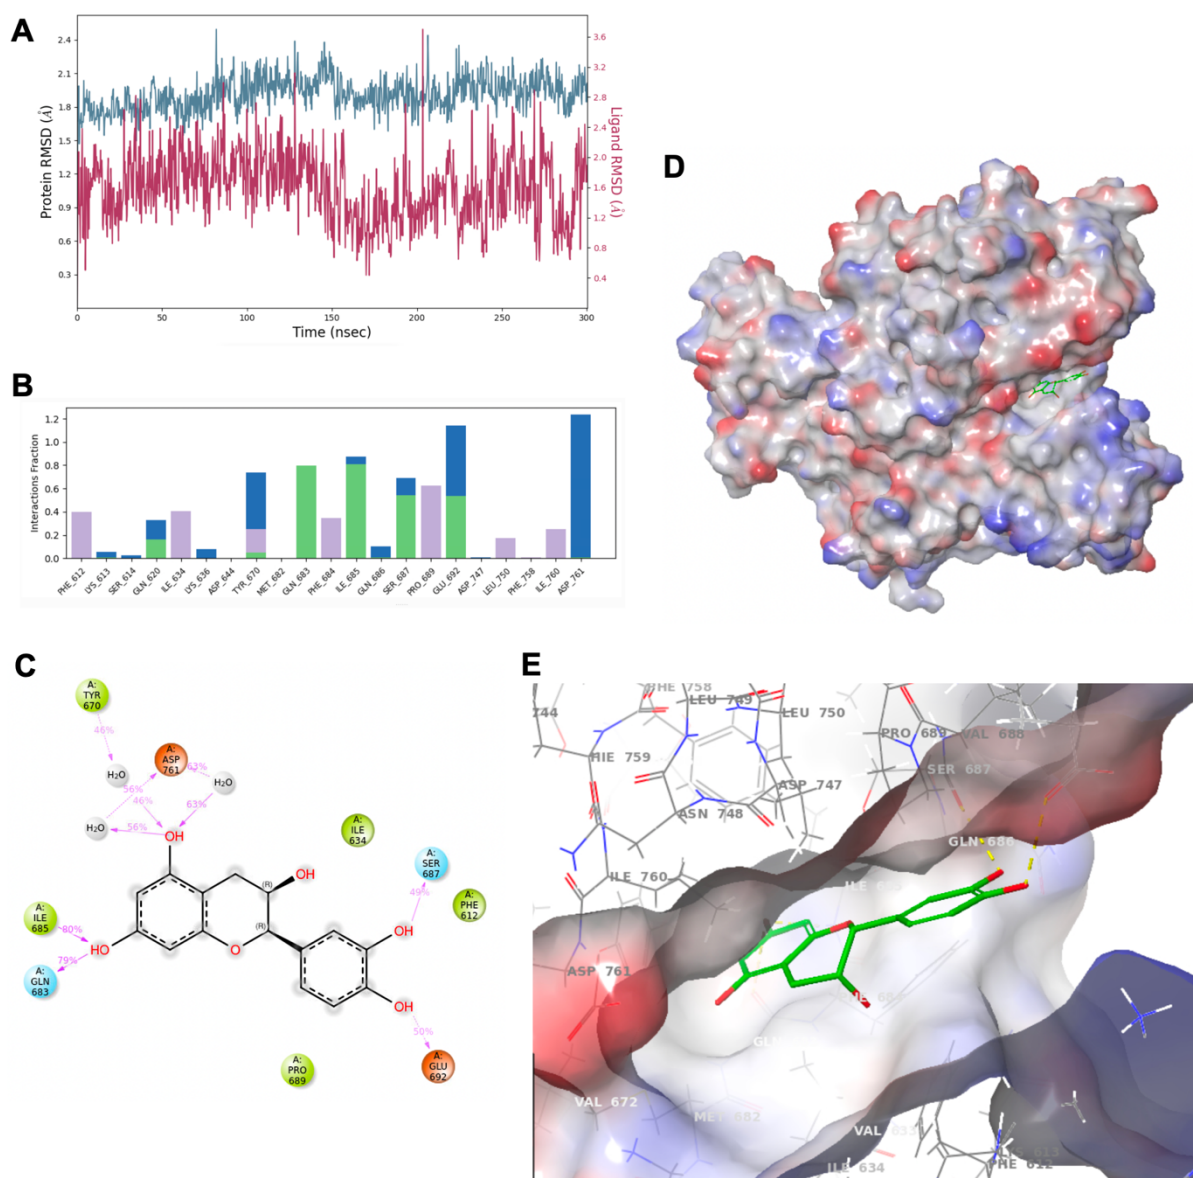 A
2.4
2.1
1.8
1.5
1.2
0.9
0.6
0.3
Protein RMSD (Å)
3.6
3.2
2.8
2.4
2.0
1.6
1.2
0.8
0.4
Ligand RMSD (Å)
0
50
100
150
200
250
300
Time (nsec)
B
1.2
1.0
0.8
0.6
0.4
0.2
0.0
Interactions Fraction
PHE_612
LYS_613
SER_614
GLN_620
ILE_634
LYS_636
ASP_644
TYR_670
MET_682
GLN_683
PHE_684
ILE_685
GLN_686
SER_687
PRO_689
GLU_692
ASP_747
LEU_750
PHE_758
ILE_760
ASP_761
C
A:
TYR
670
46%
A:
ASP
761
63%
H₂O
H₂O
56%
46%
63%
H₂O
56%
OH
A:
ILE
634
(R)
OH
A:
SER
687
49%
A:
PHE
612
A:
ILE
685
80%
HO
79%
A:
GLN
683
(R)
O
OH
OH
50%
A:
PRO
689
A:
GLU
692
D
E
PHE 758
744
LEU 749
LEU 750
HIE 759
ASP 747
ASN 748
ILE 760
ASP 761
PRO 689
VAL 688
SER 687
GLN 686
VAL 672
MET 682
VAL 633
ILE 634
PHE 612